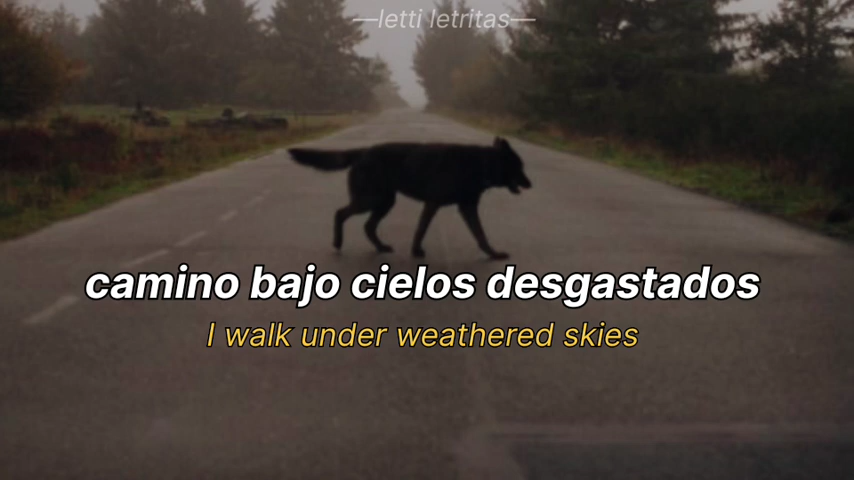 —letti letritas—
camino bajo cielos desgastados
I walk under weathered skies